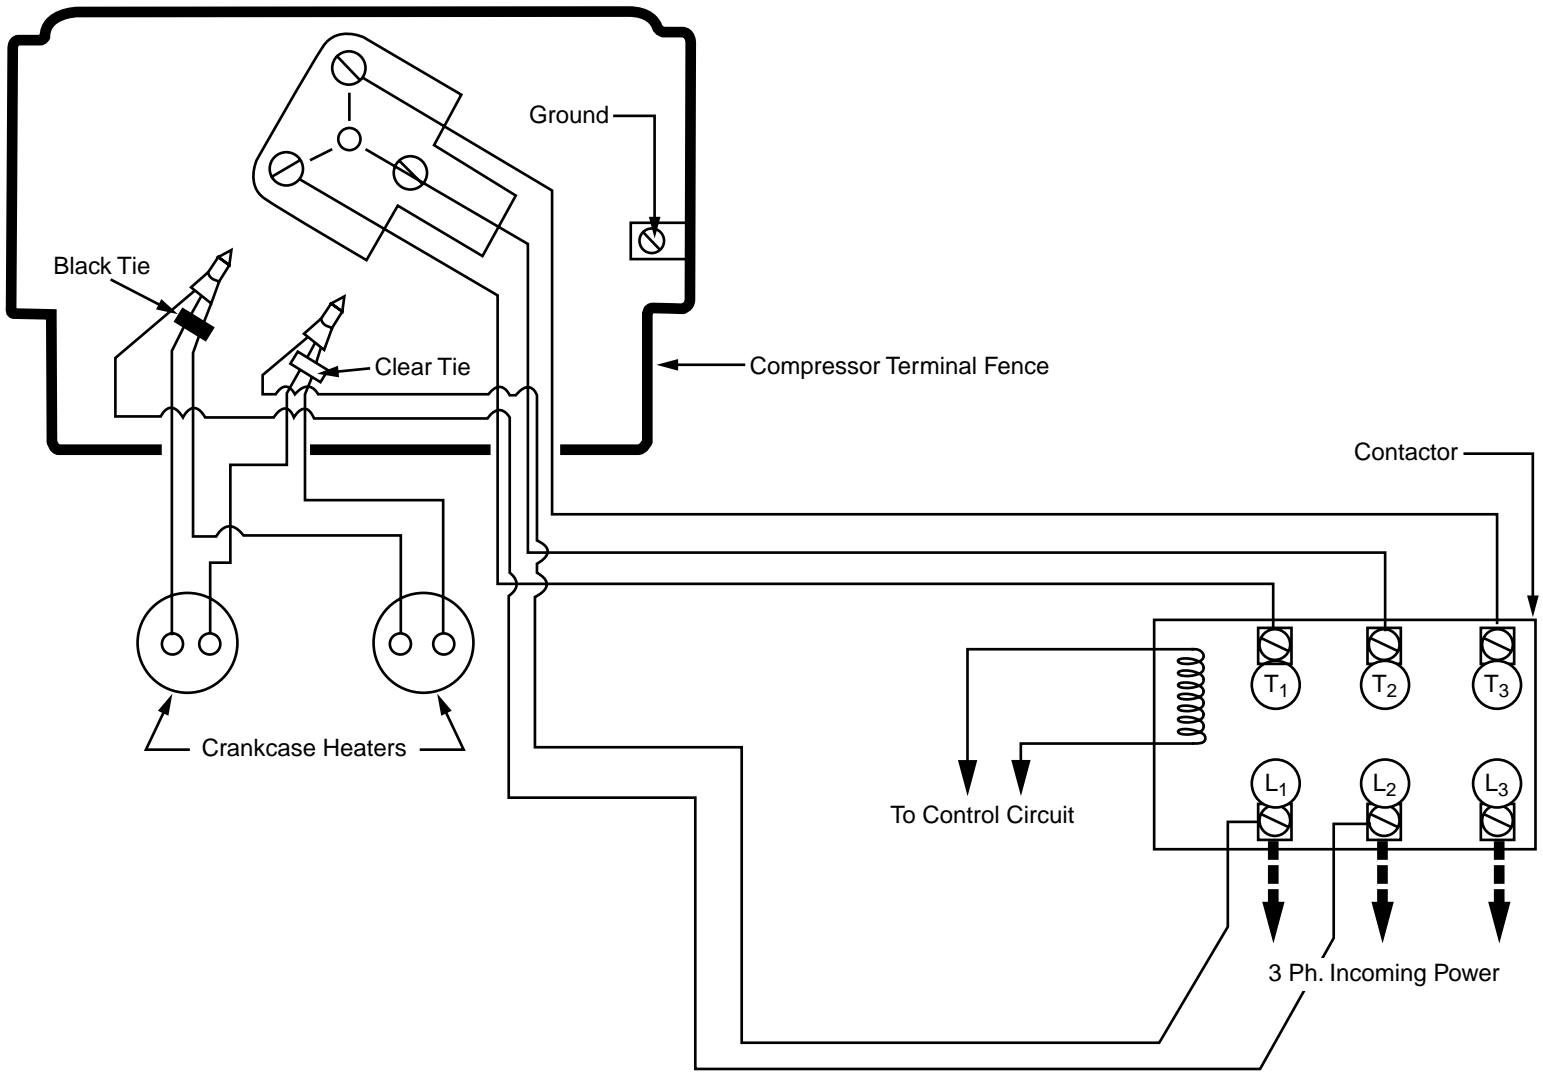 Ground
Black Tie
Clear Tie
Compressor Terminal Fence
Contactor
T1
T2
T3
Crankcase Heaters
L1
L2
L3
To Control Circuit
3 Ph. Incoming Power